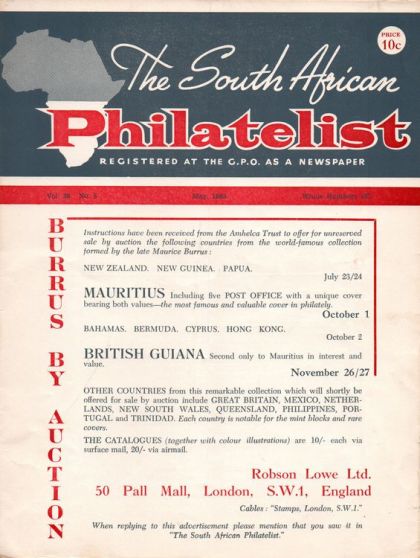 PRICE
10c
The South African
Philatelist
REGISTERED AT THE G.P.O. AS A NEWSPAPER
Vol. No. 5 May,
BURRUS BY AUCTION
Instructions have been received from the Amhelca Trust to offer for unreserved
sale by auction the following countries from the world-famous collection
formed by the late Maurice Burrus:
NEW ZEALAND. NEW GUINEA. PAPUA.
July 23/24
MAURITIUS Including five POST OFFICE with a unique cover
bearing both values—the most famous and valuable cover in philately.
October 1
BAHAMAS. BERMUDA. CYPRUS. HONG KONG.
October 2
BRITISH GUIANA Second only to Mauritius in interest and
value.
November 26/27
OTHER COUNTRIES from this remarkable collection which will shortly be
offered for sale by auction include GREAT BRITAIN, MEXICO, NETHER-
LANDS, NEW SOUTH WALES, QUEENSLAND, PHILIPPINES, POR-
TUGAL and TRINIDAD. Each country is notable for the mint blocks and rare
covers.
THE CATALOGUES (together with colour illustrations) are 10/- each via
surface mail, 20/- via airmail.
Robson Lowe Ltd.
50 Pall Mall, London, S.W.1, England
Cables: "Stamps, London, S.W.1."
When replying to this advertisement please mention that you saw it in
"The South African Philatelist."